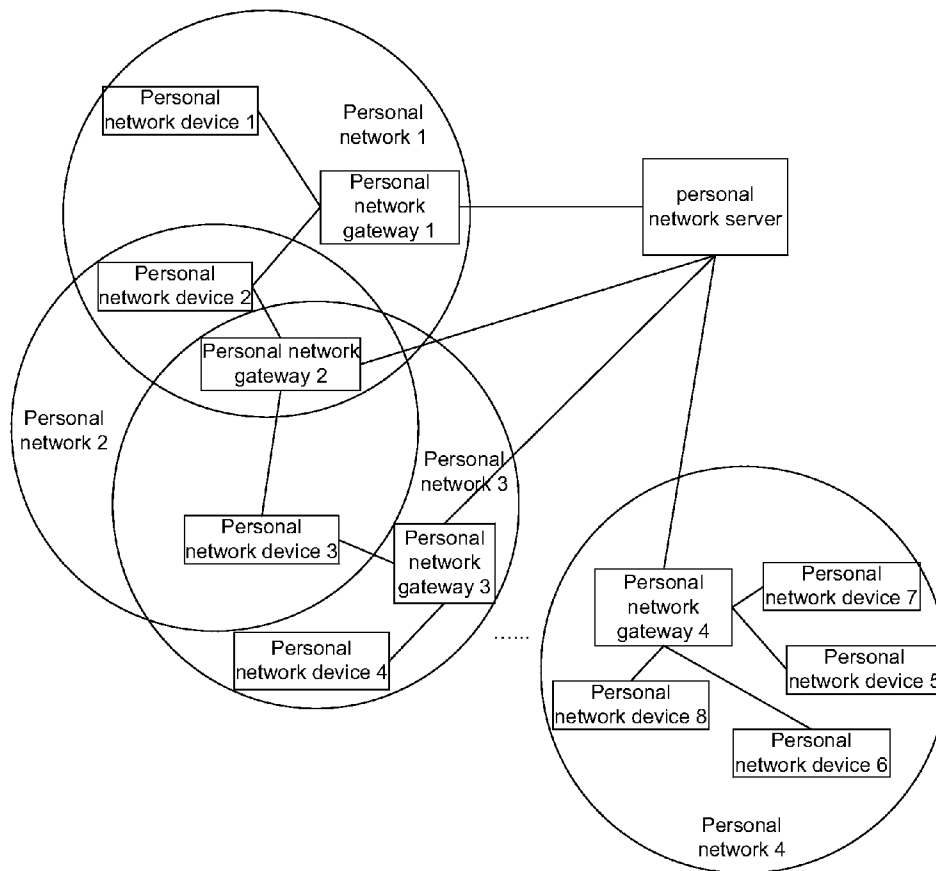 Personal
network device 1
Personal
network 1
Personal
network
gateway 1
personal
network server
Personal
network device 2
Personal network
gateway 2
Personal
network 2
Personal
network 3
Personal
network device 3
Personal
network
gateway 3
Personal
network device 4
......
Personal
network
gateway 4
Personal
network device 7
Personal
network device 5
Personal
network device 8
Personal
network device 6
Personal
network 4